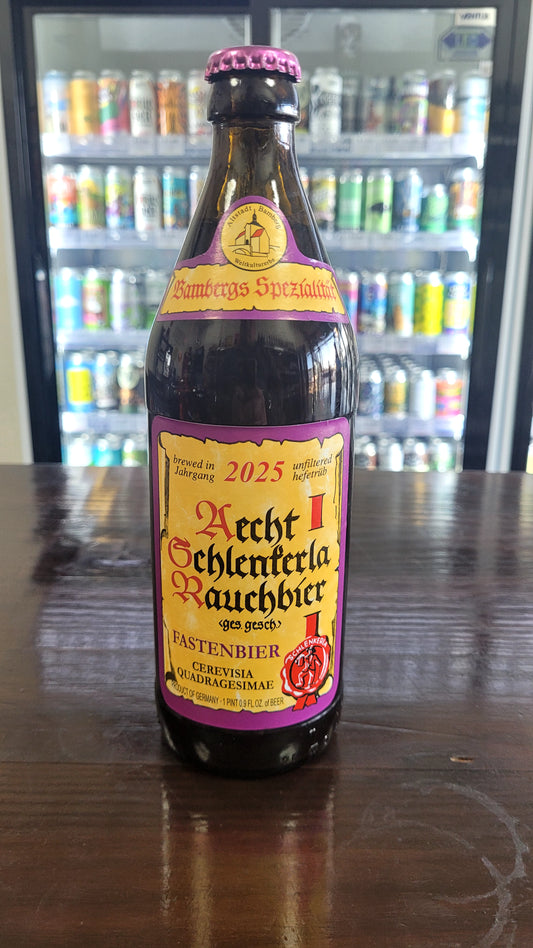 Altstadt Bamberg
Weltkulturerbe
Bambergs Spezialität
brewed in 2025 unfiltered
Jahrgang hefetrüb
Aecht
Schlenkerla
Rauchbier
‹ges. gesch.›
FASTENBIER
SCHLENKERLA
CEREVISIA
QUADRAGESIMAE
PRODUCT OF GERMANY - 1 PINT 0.9 FL.OZ. of BEER